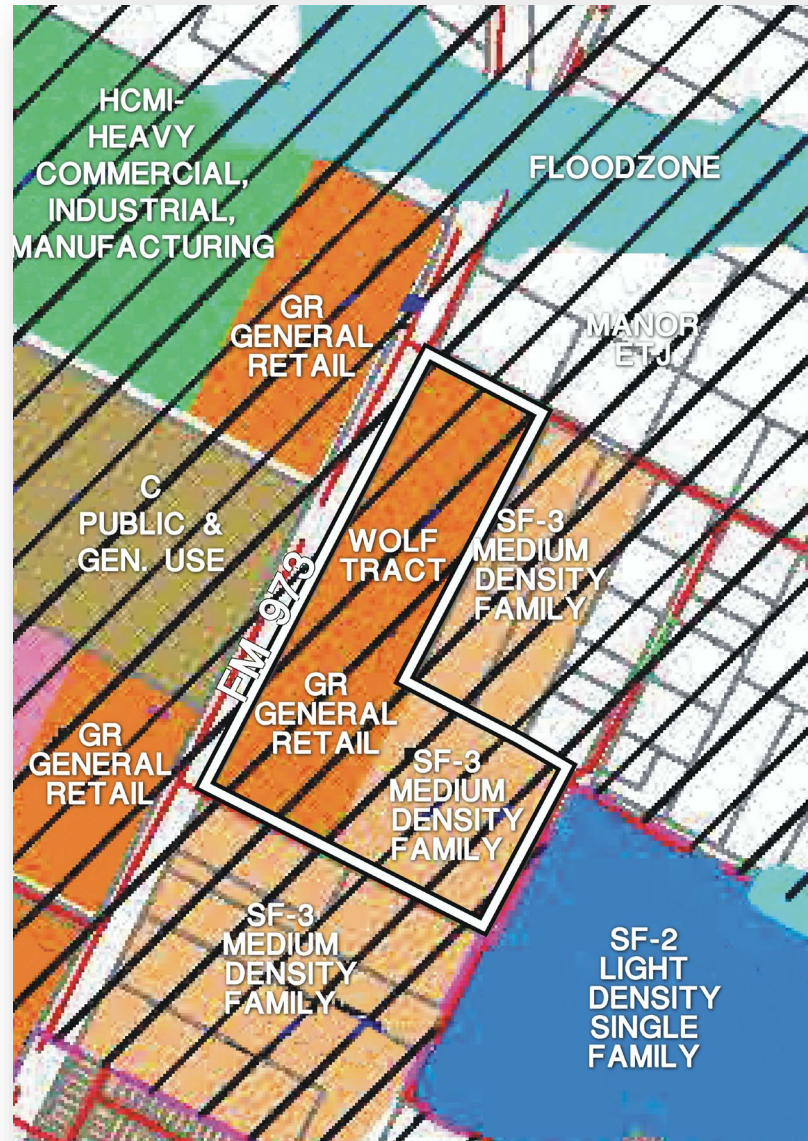 HCMI-
HEAVY
COMMERCIAL,
INDUSTRIAL,
MANUFACTURING
FLOODZONE
GR
GENERAL
RETAIL
MANOR
ETJ.
C
PUBLIC &
GEN. USE
WOLF
TRACT
SF-3
MEDIUM
DENSITY
FAMILY
FM 973
GR
GENERAL
RETAIL
GR
GENERAL
RETAIL
SF-3
MEDIUM
DENSITY
FAMILY
SF-3
MEDIUM
DENSITY
FAMILY
SF-2
LIGHT
DENSITY
SINGLE
FAMILY